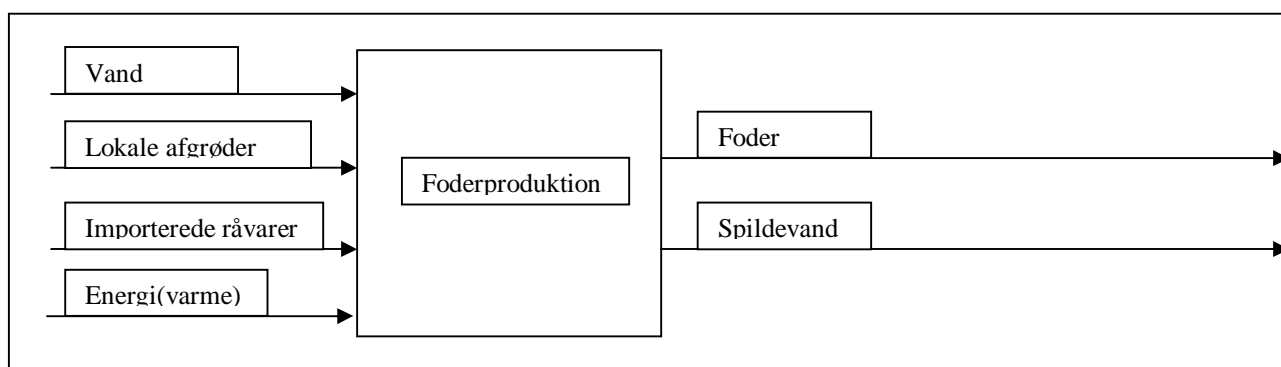 Vand
Lokale afgrøder
Importerede råvarer
Energi(varme)
Foderproduktion
Foder
Spildevand